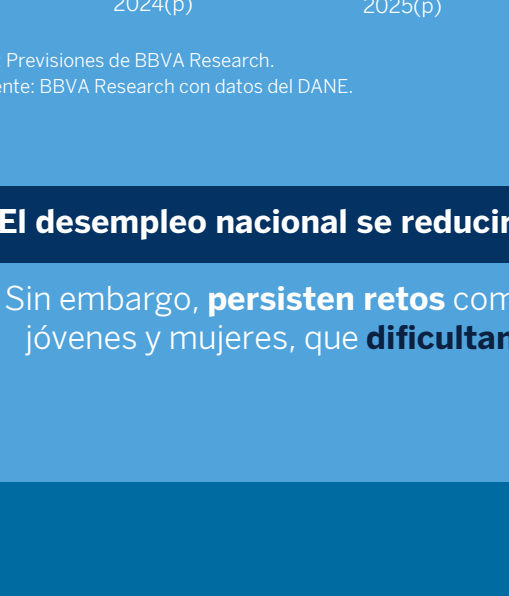 2024(p) 2025(p)
: Previsiones de BBVA Research.
ente: BBVA Research con datos del DANE.
El desempleo nacional se reducir
Sin embargo, persisten retos com
jóvenes y mujeres, que dificultan